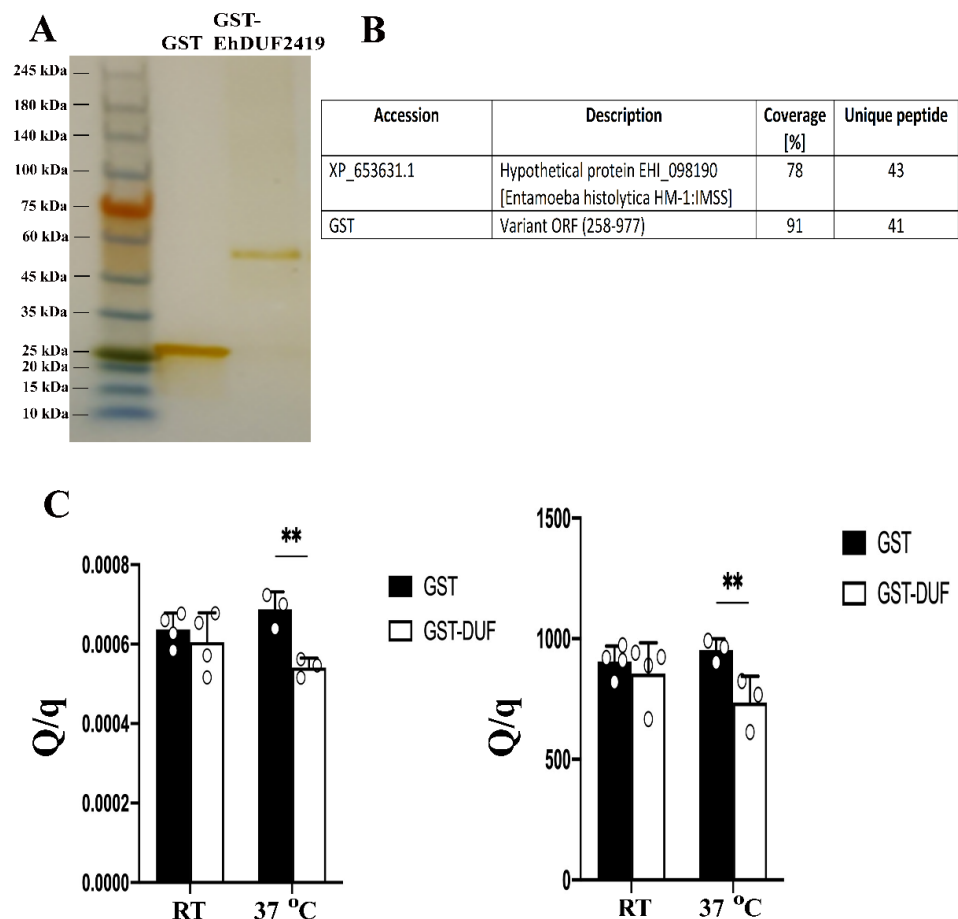 A
GST
GST-
EhDUF2419
245 kDa
180 kDa
140 kDa
100 kDa
75 kDa
60 kDa
45 kDa
35 kDa
25 kDa
20 kDa
15 kDa
10 kDa
B
Accession Description Coverage [%] Unique peptide
XP_653631.1 Hypothetical protein EHI_098190 78 43
[Entamoeba histolytica HM-1:IMSS]
GST Variant ORF (258-977) 91 41
C
Q/q
0.0008
0.0006
0.0004
0.0002
0.0000
**
RT
37 °C
GST
GST-DUF
Q/q
1500
1000
500
0
**
RT
37 °C
GST
GST-DUF